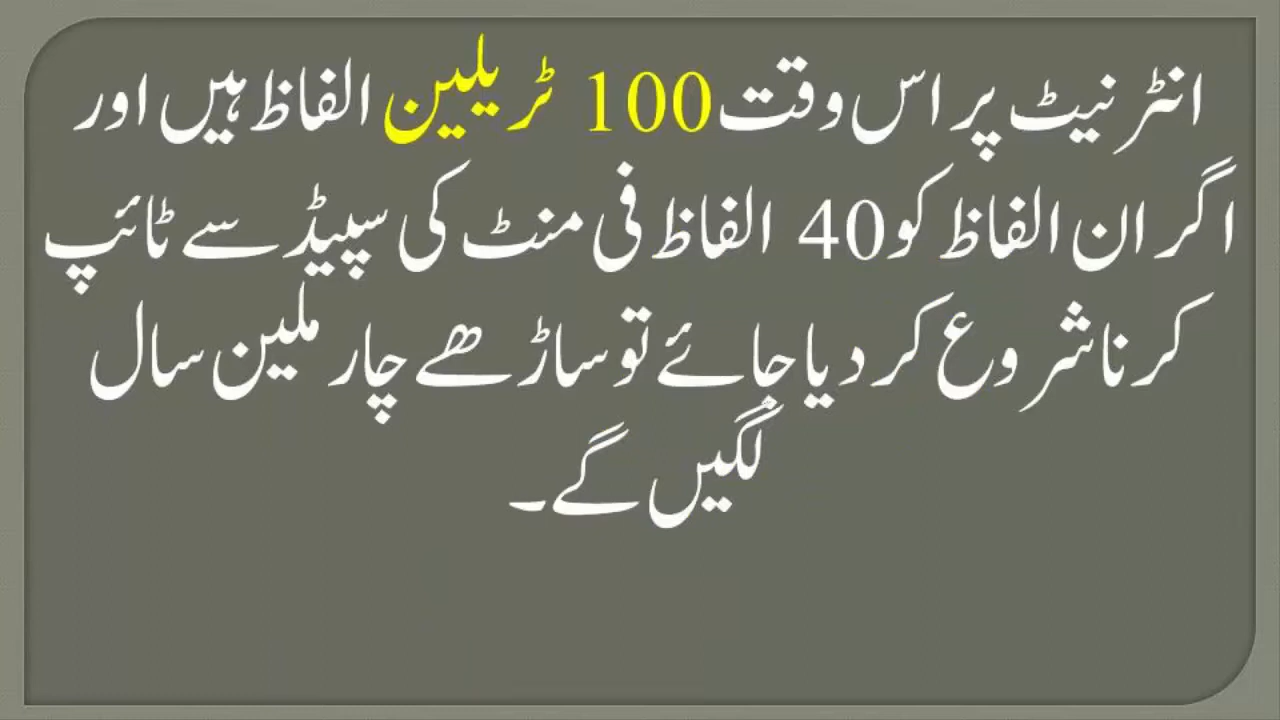 انٹرنیٹ پر اس وقت 100 ٹریلین الفاظ ہیں اور
اگر ان الفاظ کو 40 الفاظ فی منٹ کی سپیڈ سے ٹائپ
کرنا شروع کر دیا جائے تو ساڑھے چار ملین سال
لگیں گے۔